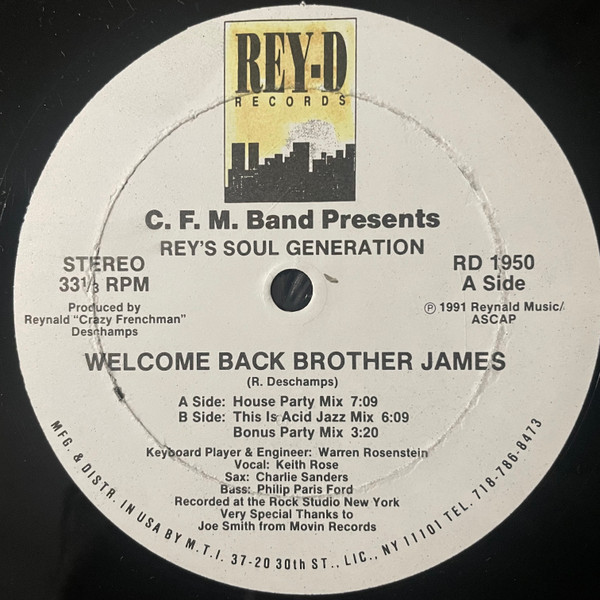 REY-D
RECORDS
C. F. M. Band Presents
REY'S SOUL GENERATION
STEREO
33⅓ RPM
RD 1950
A Side
Produced by
Reynald "Crazy Frenchman"
Deschamps
℗ 1991 Reynald Music/
ASCAP
WELCOME BACK BROTHER JAMES
(R. Deschamps)
A Side: House Party Mix 7:09
B Side: This Is Acid Jazz Mix 6:09
Bonus Party Mix 3:20
Keyboard Player & Engineer: Warren Rosenstein
Vocal: Keith Rose
Sax: Charlie Sanders
Bass: Philip Paris Ford
Recorded at the Rock Studio New York
Very Special Thanks to
Joe Smith from Movin Records
MFG. & DISTR. IN USA BY M.T.I. 37-20 30th ST., LIC., NY 11101 TEL. 718-786-8473